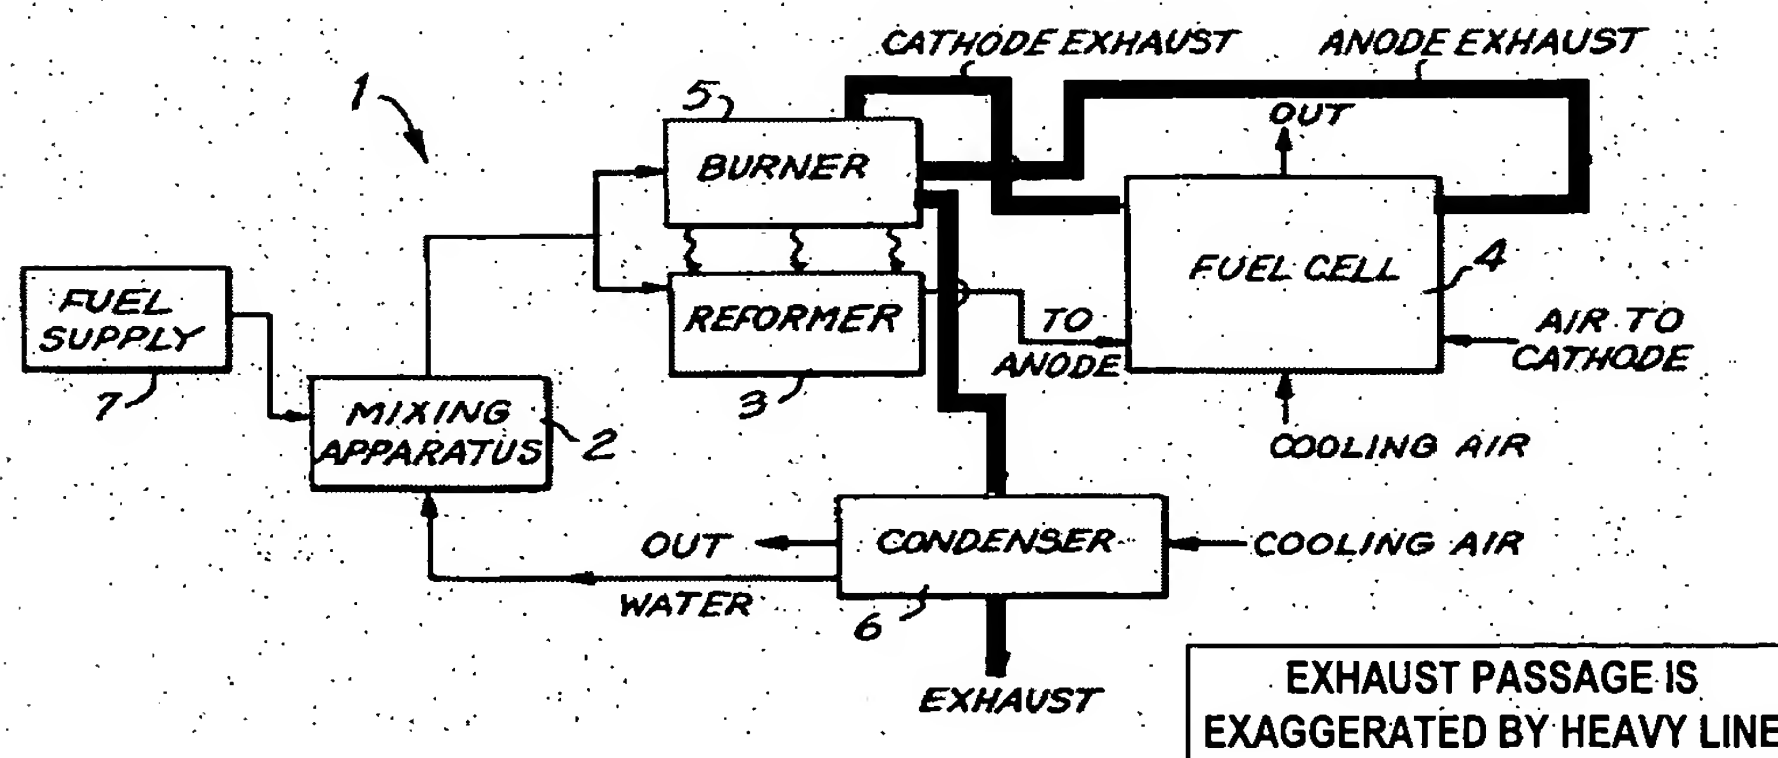 CATHODE EXHAUST
ANODE EXHAUST
1
5
OUT
BURNER
FUEL CELL
4
FUEL
SUPPLY
7
REFORMER
3
TO
ANODE
AIR TO
CATHODE
MIXING
APPARATUS
2
COOLING AIR
OUT
CONDENSER
COOLING AIR
WATER
6
EXHAUST
EXHAUST PASSAGE IS
EXAGGERATED BY HEAVY LINE